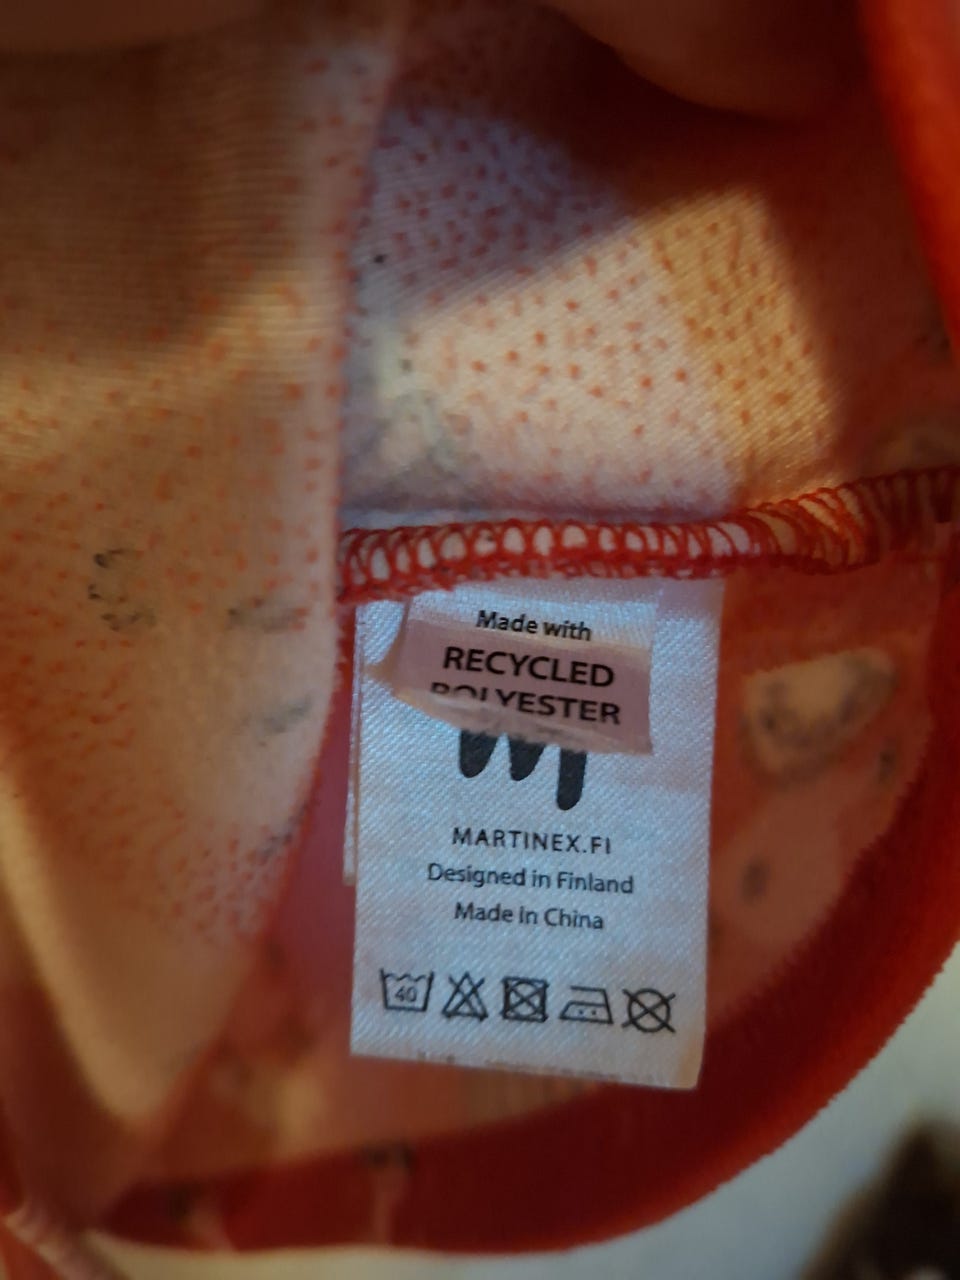 Made with
RECYCLED
POLYESTER
MARTINEX.FI
Designed in Finland
Made in China
40